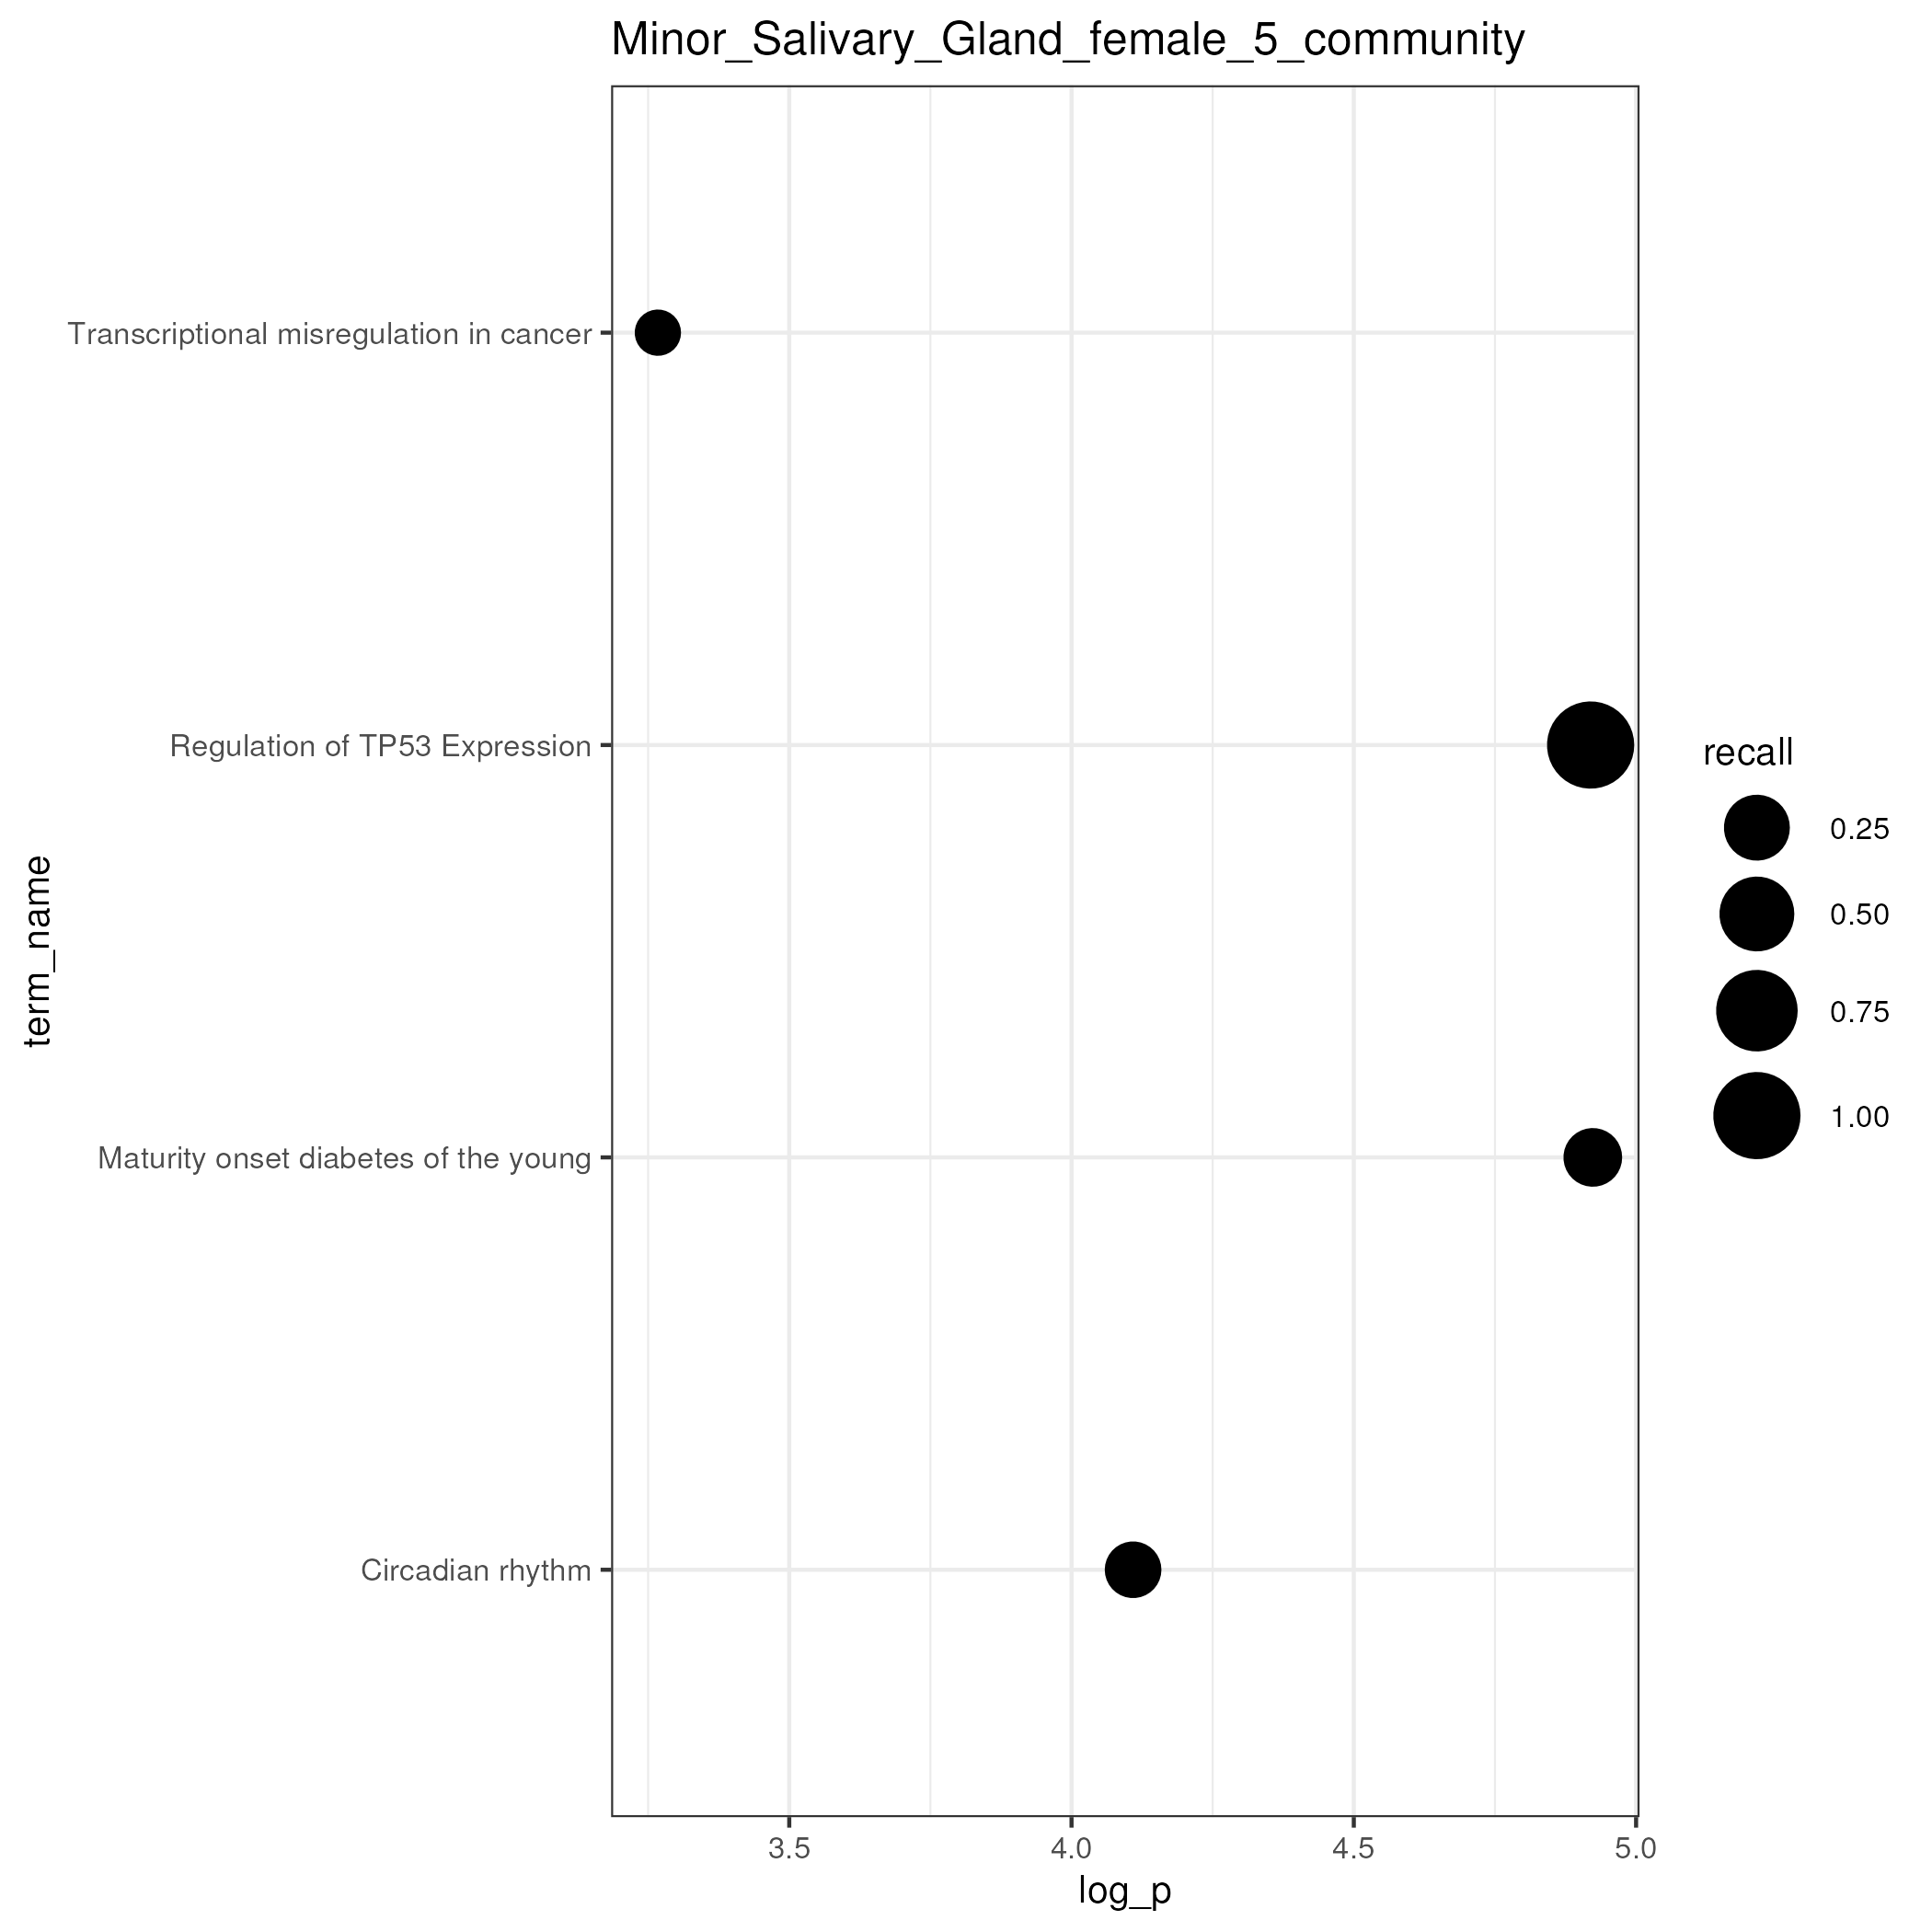 Minor_Salivary_Gland_female_5_community
Transcriptional misregulation in cancer
Regulation of TP53 Expression
Maturity onset diabetes of the young
Circadian rhythm
term_name
3.5
4.0
4.5
5.0
log_p
recall
0.25
0.50
0.75
1.00